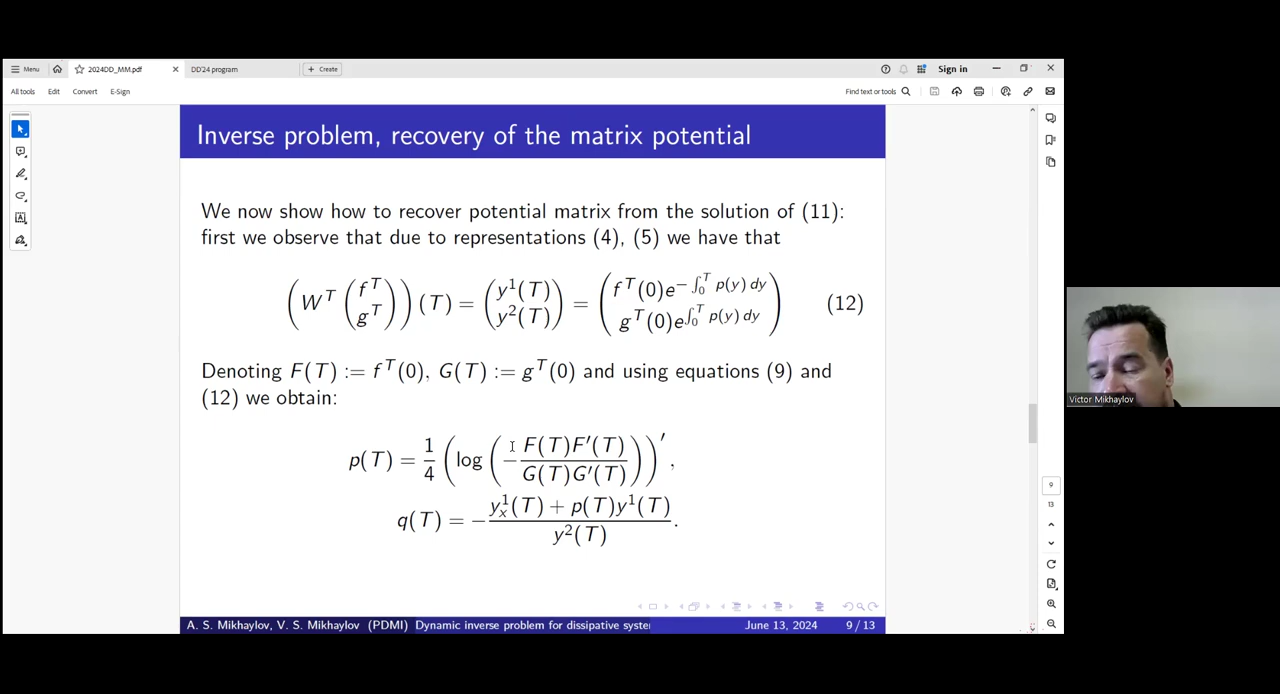 Menu 2024DD_MM.pdf DD'24 program Create Sign in
All tools Edit Convert E-Sign Find text or tools
Inverse problem, recovery of the matrix potential
We now show how to recover potential matrix from the solution of (11):
first we observe that due to representations (4), (5) we have that
(W^T (f^T g^T)) (T) = (y^1(T) y^2(T)) = (f^T(0)e^{-∫_0^T p(y) dy} g^T(0)e^{∫_0^T p(y) dy}) (12)
Denoting F(T) := f^T(0), G(T) := g^T(0) and using equations (9) and
(12) we obtain:
p(T) = 1/4 (log (- F(T)F′(T) / G(T)G′(T)))′,
q(T) = - y^1_x(T) + p(T)y^1(T) / y^2(T).
A. S. Mikhaylov, V. S. Mikhaylov (PDMI) Dynamic inverse problem for dissipative syste June 13, 2024 9 / 13
9
13
Victor Mikhaylov